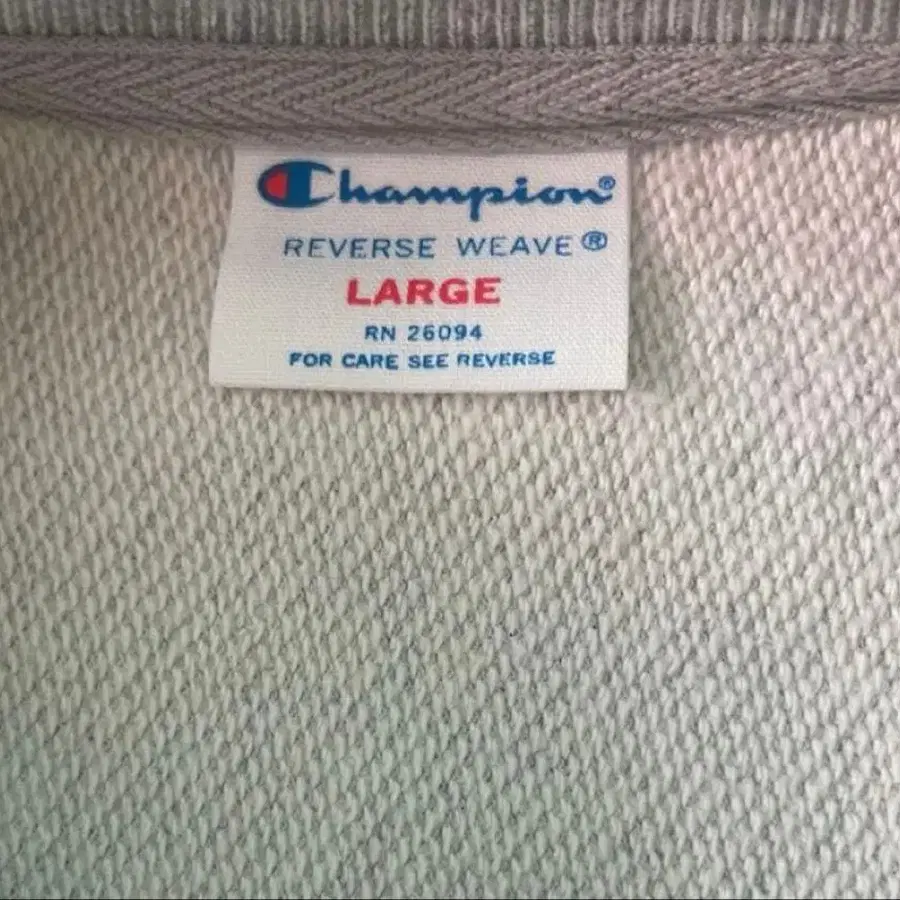 Champion®
REVERSE WEAVE®
LARGE
RN 26094
FOR CARE SEE REVERSE